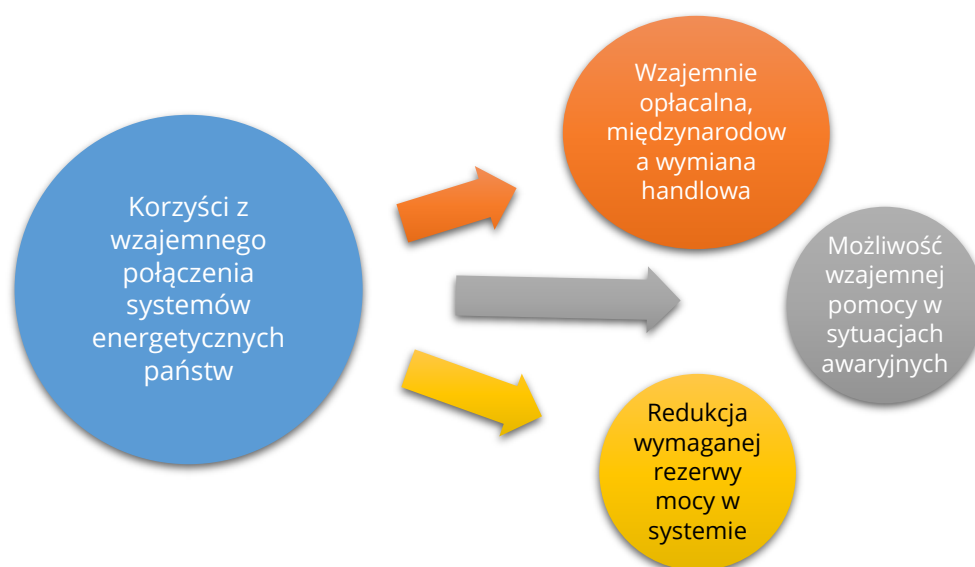 Korzyści z
wzajemnego
połączenia
systemów
energetycznych
państw
Wzajemnie
opłacalna,
międzynarodow
a wymiana
handlowa
Możliwość
wzajemnej
pomocy w
sytuacjach
awaryjnych
Redukcja
wymaganej
rezerwy
mocy w
systemie